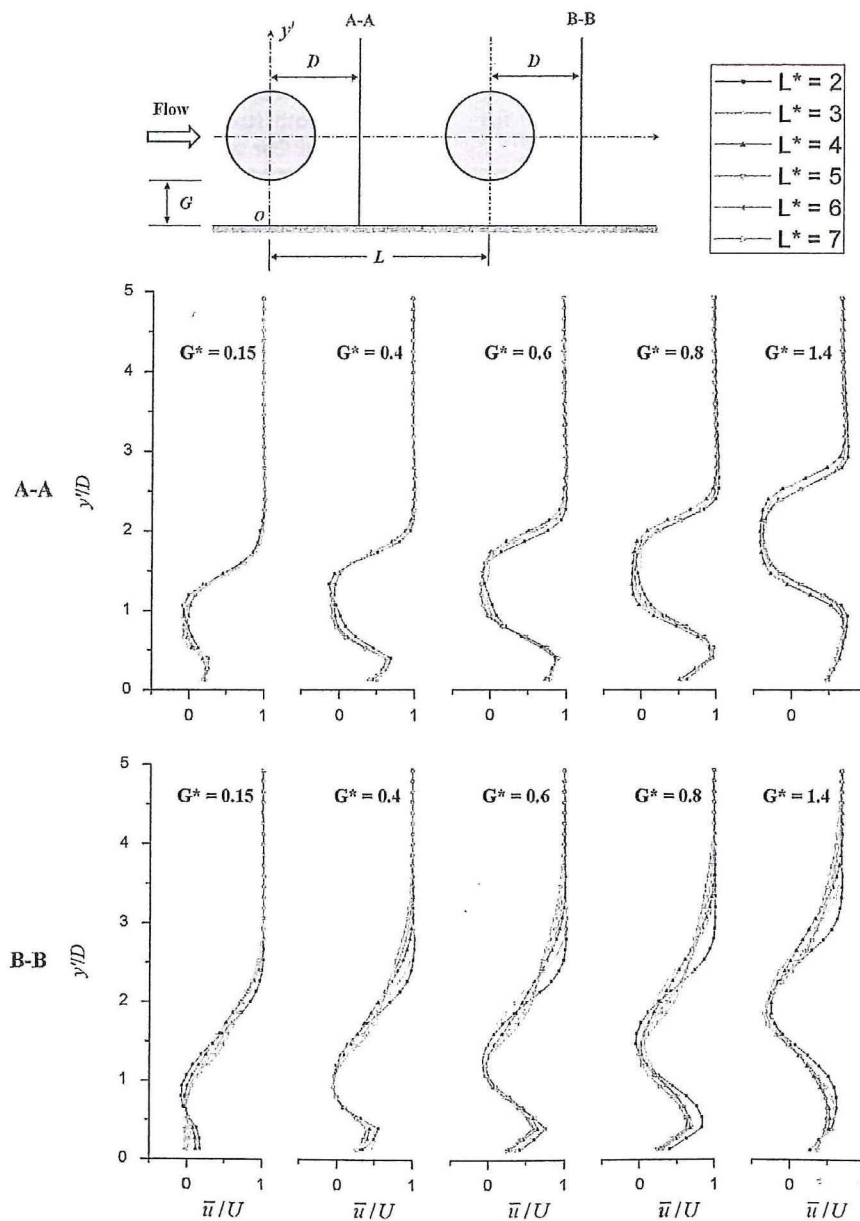 A-A
B-B
y'
D
D
Flow
G
O
L
L* = 2
L* = 3
L* = 4
L* = 5
L* = 6
L* = 7
5
4
3
2
1
0
A-A
y'/D
G* = 0.15
G* = 0.4
G* = 0.6
G* = 0.8
G* = 1.4
0 1 0 1 0 1 0 1 0
5
4
3
2
1
0
B-B
y'/D
G* = 0.15
G* = 0.4
G* = 0.6
G* = 0.8
G* = 1.4
0 1 0 1 0 1 0 1 0
u̅/U u̅/U u̅/U u̅/U u̅/U